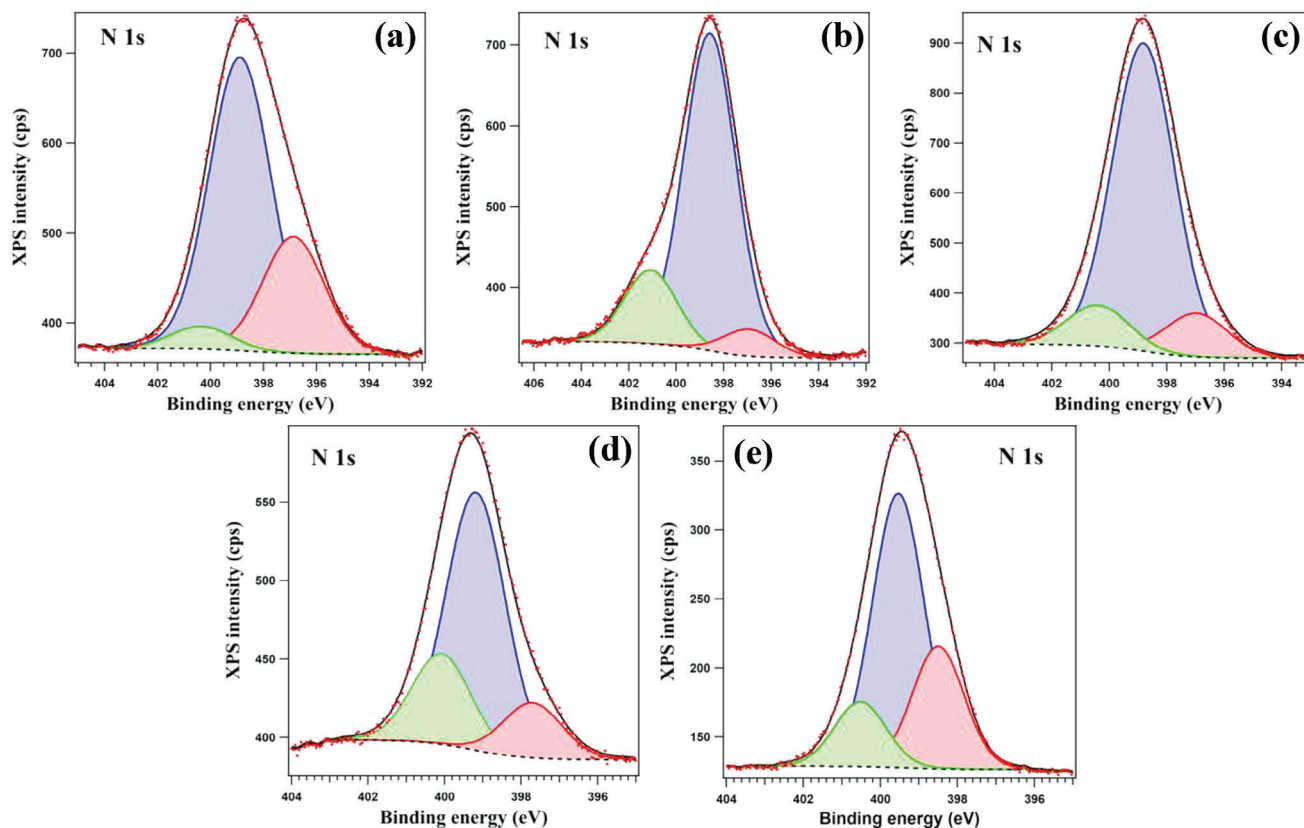 N 1s
(a)
XPS intensity (cps)
700
600
500
400
404 402 400 398 396 394 392
Binding energy (eV)
N 1s
(b)
XPS intensity (cps)
700
600
500
400
406 404 402 400 398 396 394 392
Binding energy (eV)
N 1s
(c)
XPS intensity (cps)
900
800
700
600
500
400
300
404 402 400 398 396 394
Binding energy (eV)
N 1s
(d)
XPS intensity (cps)
550
500
450
400
404 402 400 398 396
Binding energy (eV)
(e)
N 1s
XPS intensity (cps)
350
300
250
200
150
404 402 400 398 396
Binding energy (eV)